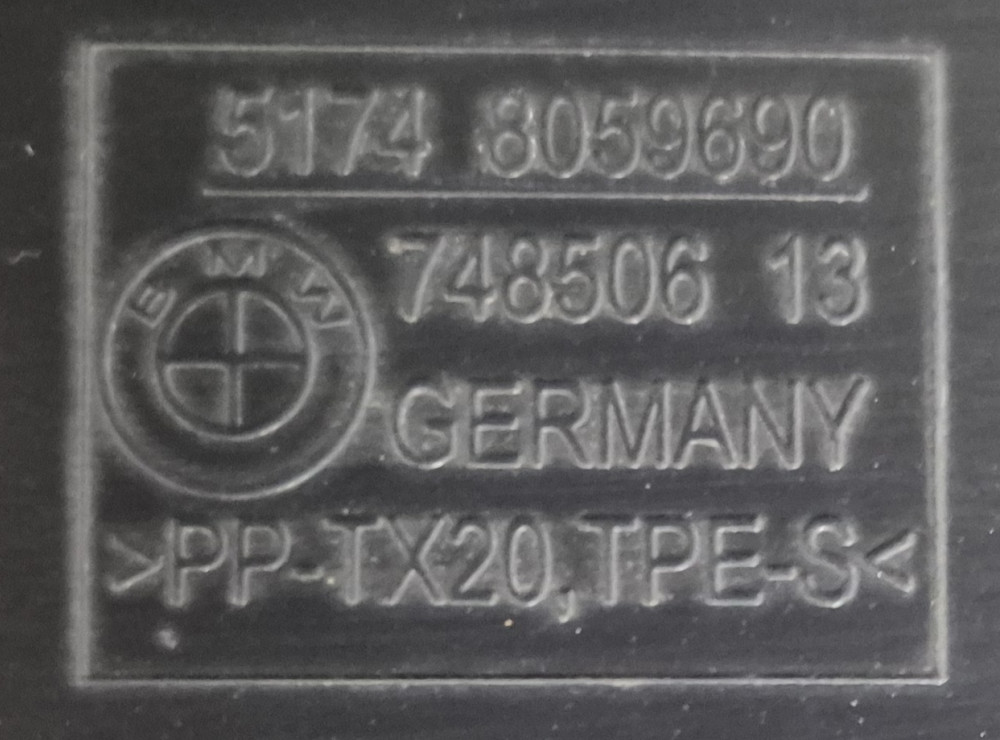 5174 8059690
BMW
748506 13
GERMANY
>PP-TX20,TPE-S<